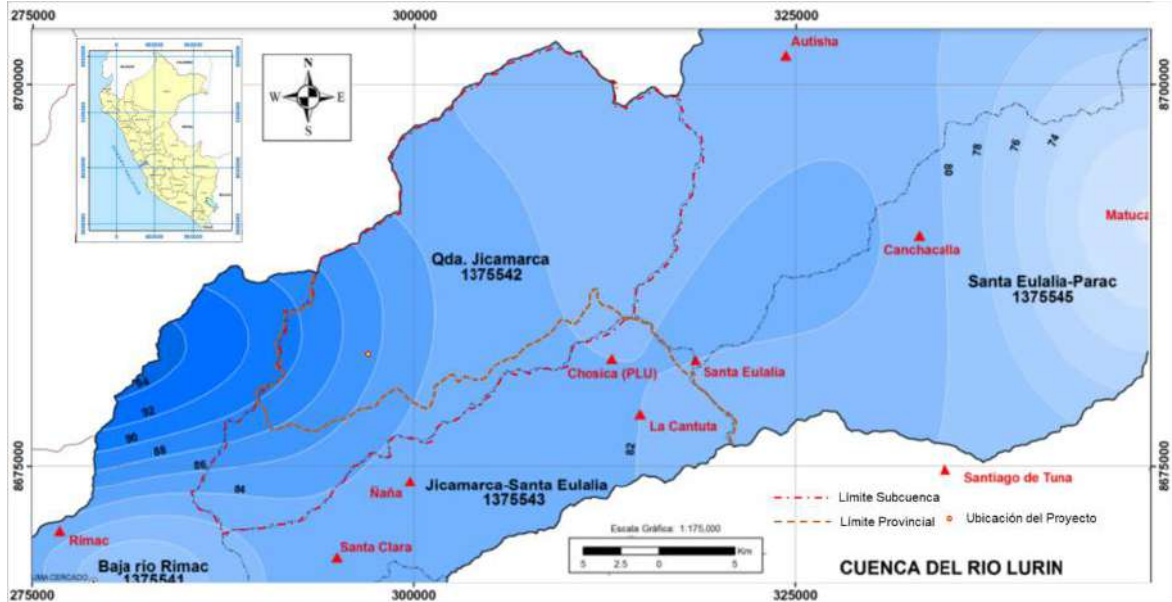 275000
300000
325000
Autisha
8700000
8700000
N
W
E
S
80
78
76
74
Matuca
Canchacalla
Qda. Jicamarca
1375542
Santa Eulalia-Parac
1375545
Chosica (PLU)
Santa Eulalia
94
92
90
88
86
84
82
La Cantuta
8675000
8675000
Santiago de Tuna
Ñaña
Jicamarca-Santa Eulalia
1375543
Límite Subcuenca
Límite Provincial
Ubicación del Proyecto
Rimac
Santa Clara
Escala Gráfica: 1:175,000
5 2.5 0 5
Km
Baja río Rimac
1375541
LIMA CERCADO
CUENCA DEL RIO LURIN
275000
300000
325000